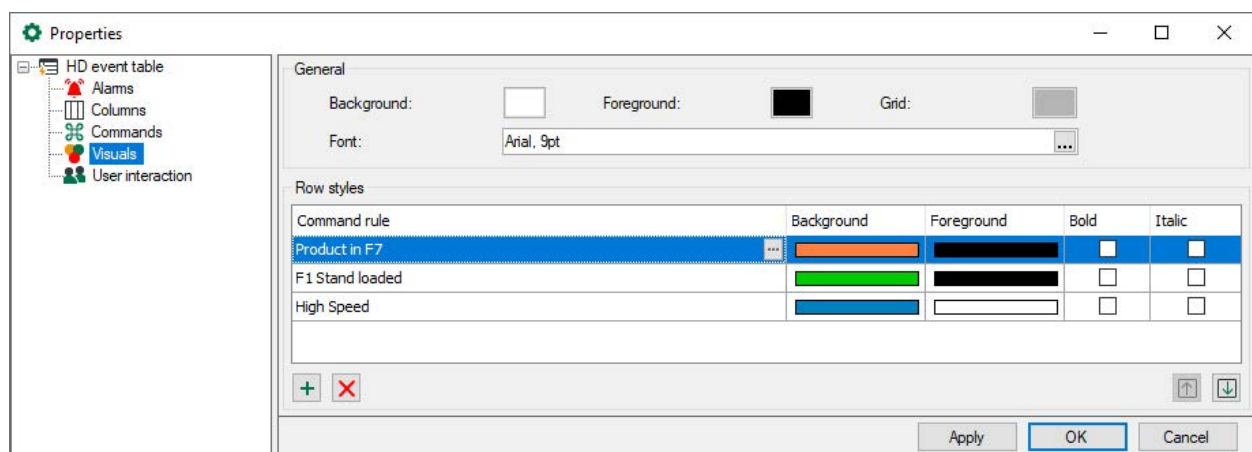 Properties
HD event table
Alarms
Columns
Commands
Visuals
User interaction
General
Background: Foreground: Grid:
Font: Arial, 9pt ...
Row styles
Command rule Background Foreground Bold Italic
Product in F7 ...
F1 Stand loaded
High Speed
Apply OK Cancel